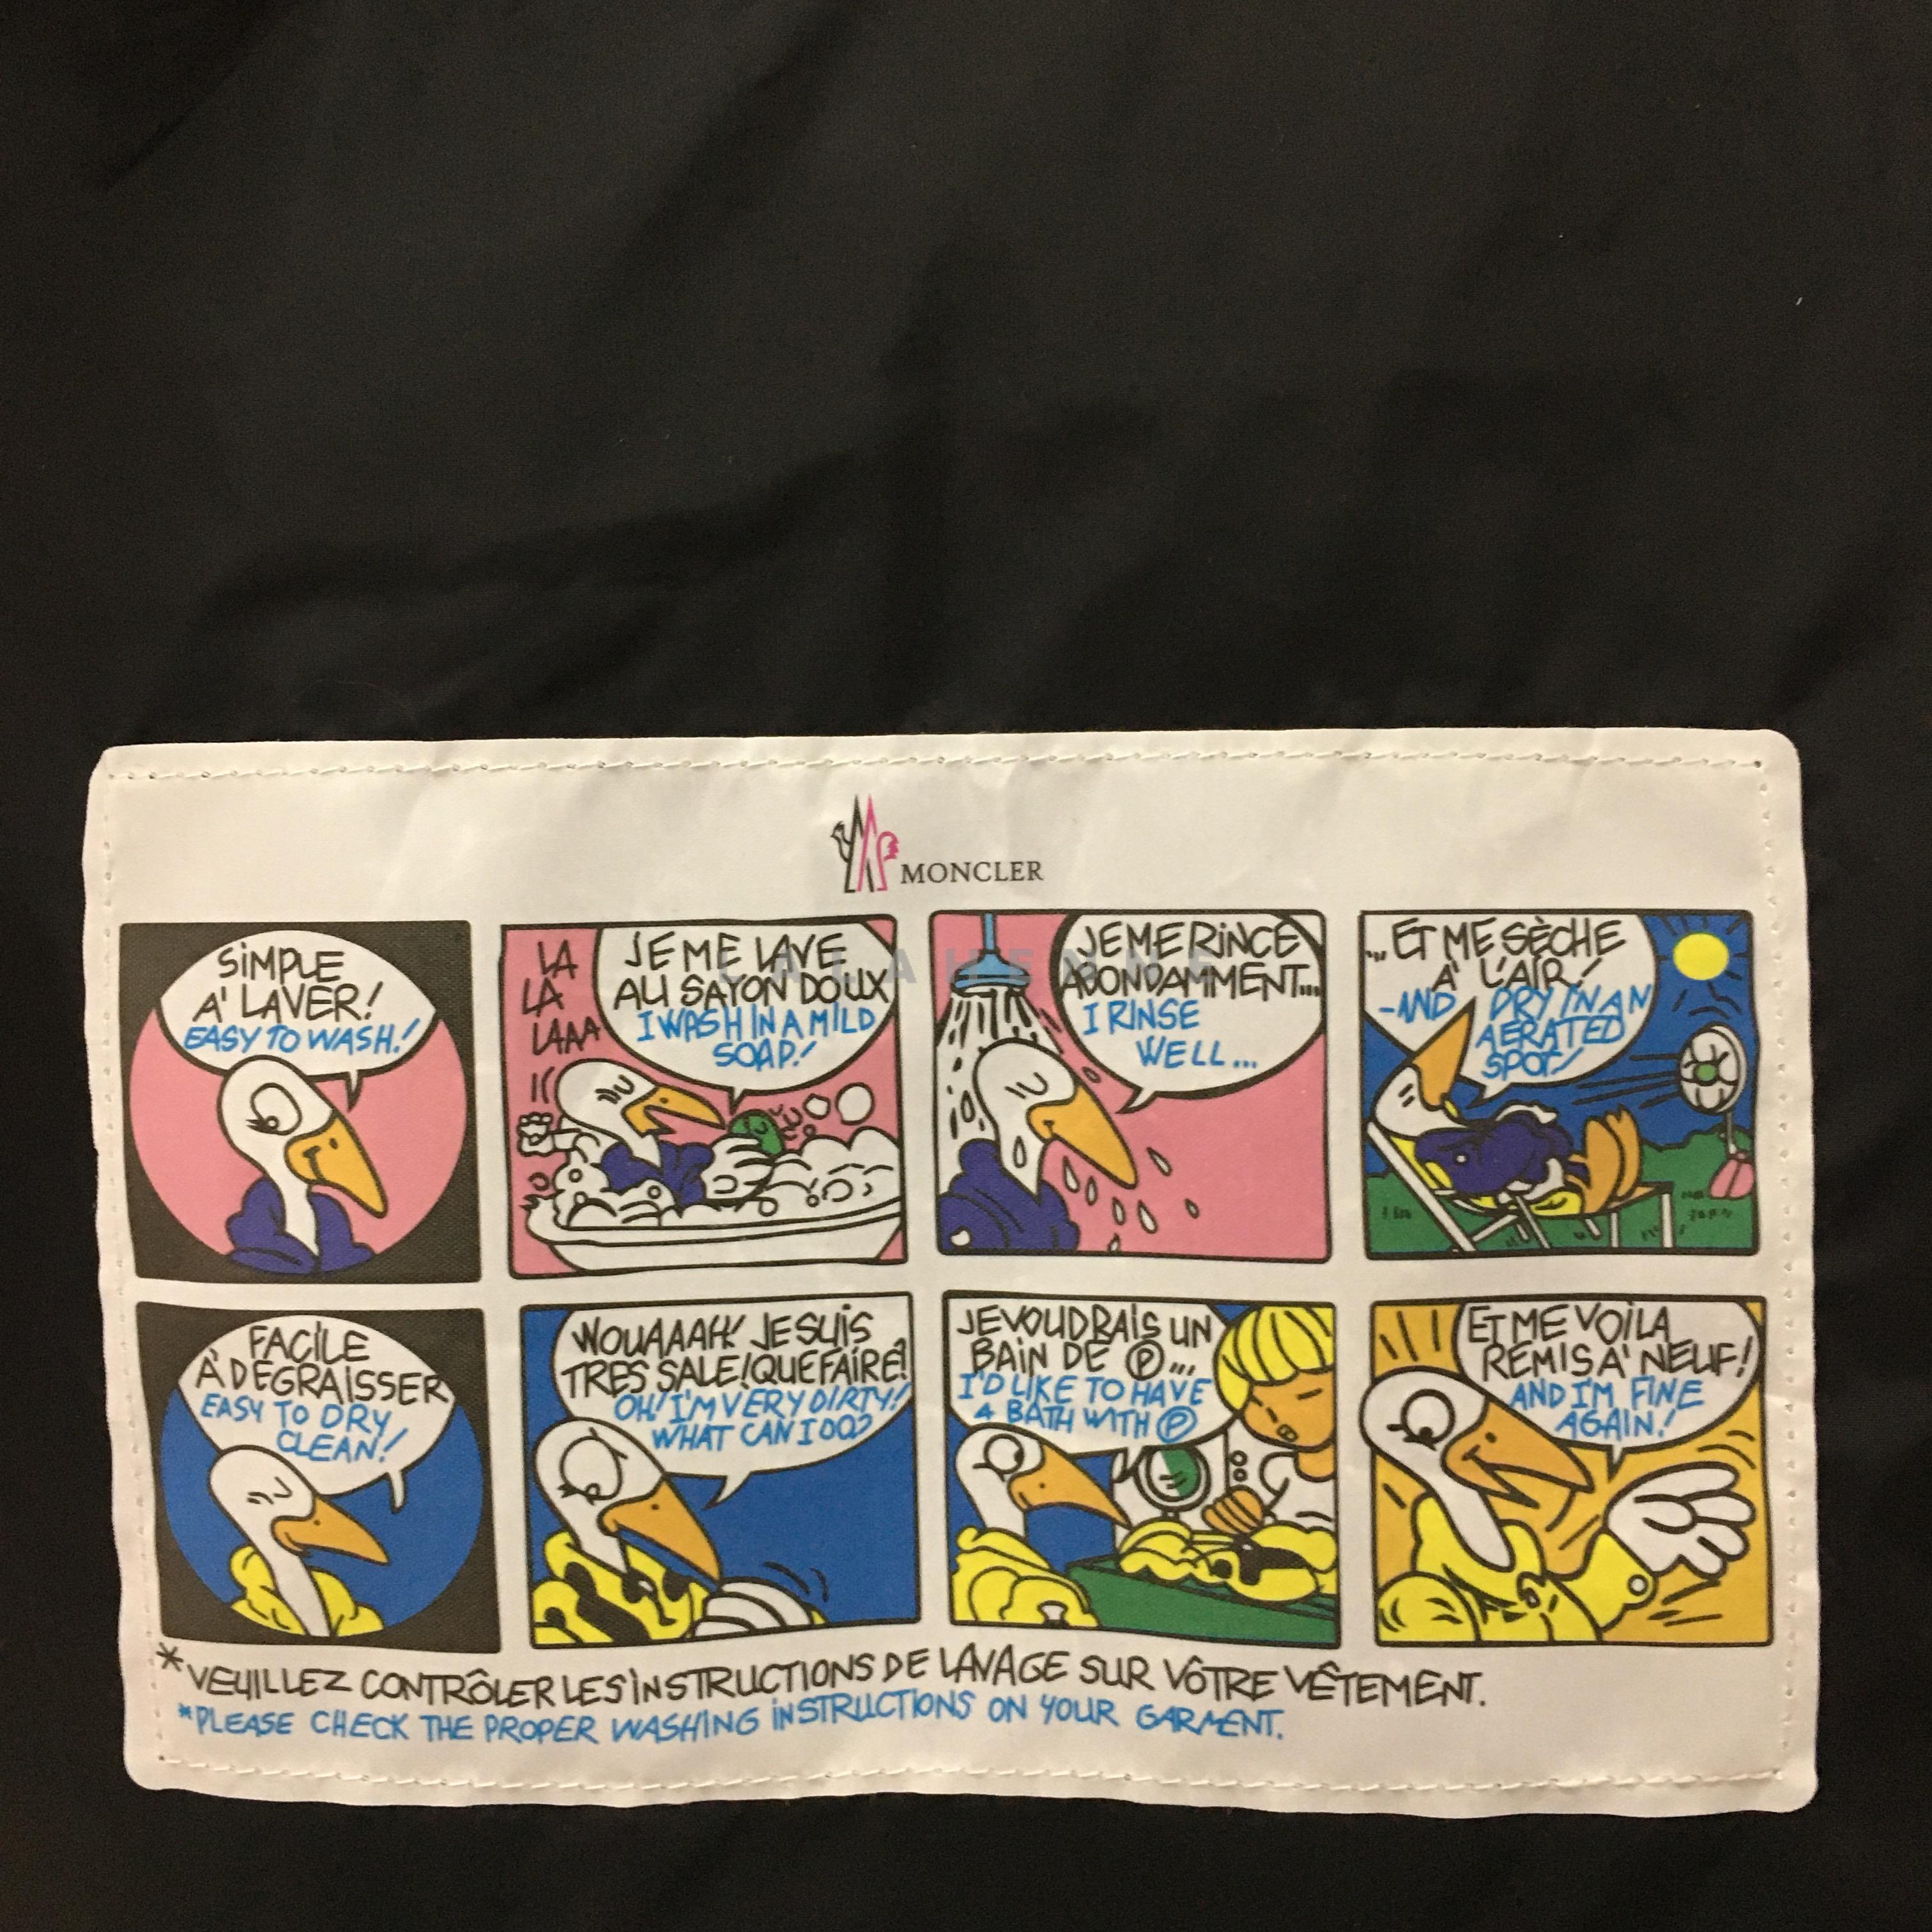 MONCLER
SIMPLE
A' LAVER!
EASY TO WASH!
LA
LA
LAAA
JE ME LAVE
AU SAVON DOUX
I WASH IN A MILD
SOAP!
JE ME RINCE
ABONDAMMENT...
I RINSE
WELL...
...ET ME SÈCHE
A' L'AIR!
-AND DRY IN AN
AERATED
SPOT!
LALAHENNE
FACILE
À DEGRAISSER
EASY TO DRY
CLEAN!
WOUAAAH! JE SUIS
TRES SALE! QUE FAIRE?
OH! I'M VERY DIRTY!
WHAT CAN I DO?
JE VOUDRAIS UN
BAIN DE Ⓟ...
I'D LIKE TO HAVE
A BATH WITH Ⓟ
ET ME VOILA
REMIS A' NEUF!
AND I'M FINE
AGAIN!
*VEUILLEZ CONTRÔLER LES INSTRUCTIONS DE LAVAGE SUR VÔTRE VÊTEMENT.
*PLEASE CHECK THE PROPER WASHING INSTRUCTIONS ON YOUR GARMENT.